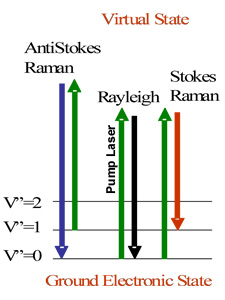 Virtual State
AntiStokes
Raman
Rayleigh
Stokes
Raman
Pump Laser
V"=2
V"=1
V"=0
Ground Electronic State